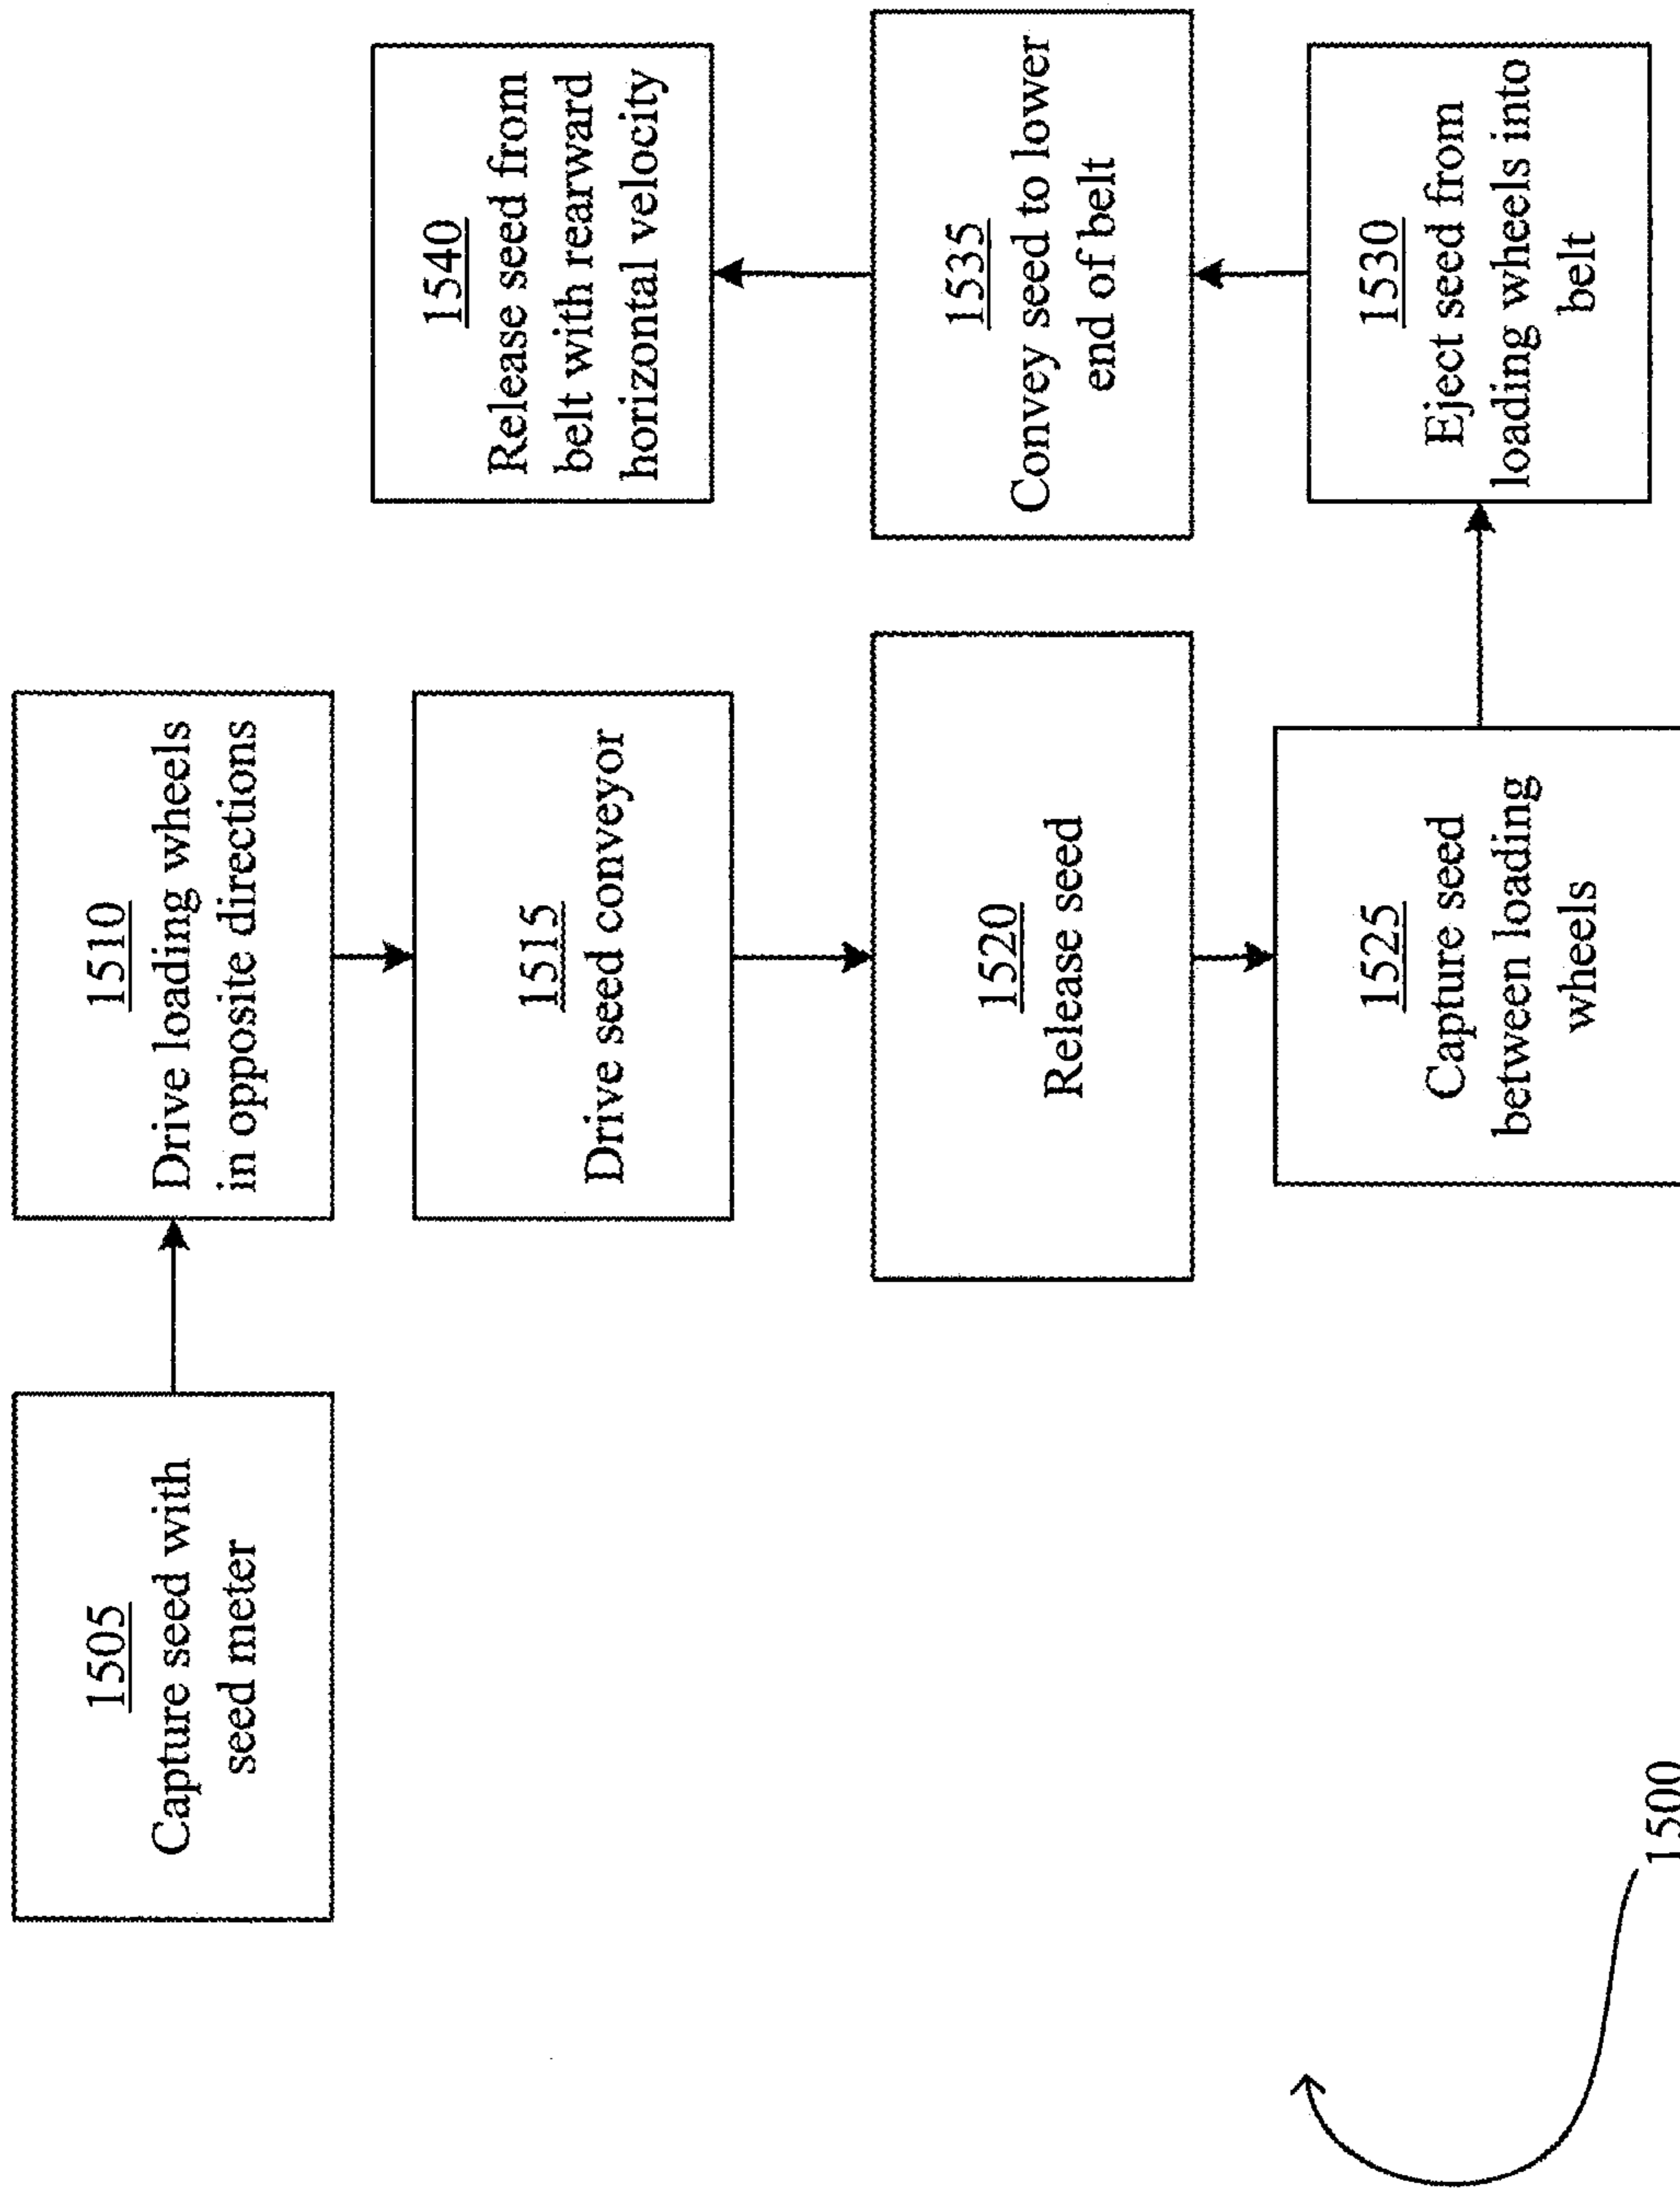 1505
Capture seed with
seed meter
1510
Drive loading wheels
in opposite directions
1515
Drive seed conveyor
1520
Release seed
1525
Capture seed
between loading
wheels
1530
Eject seed from
loading wheels into
belt
1535
Convey seed to lower
end of belt
1540
Release seed from
belt with rearward
horizontal velocity
1500